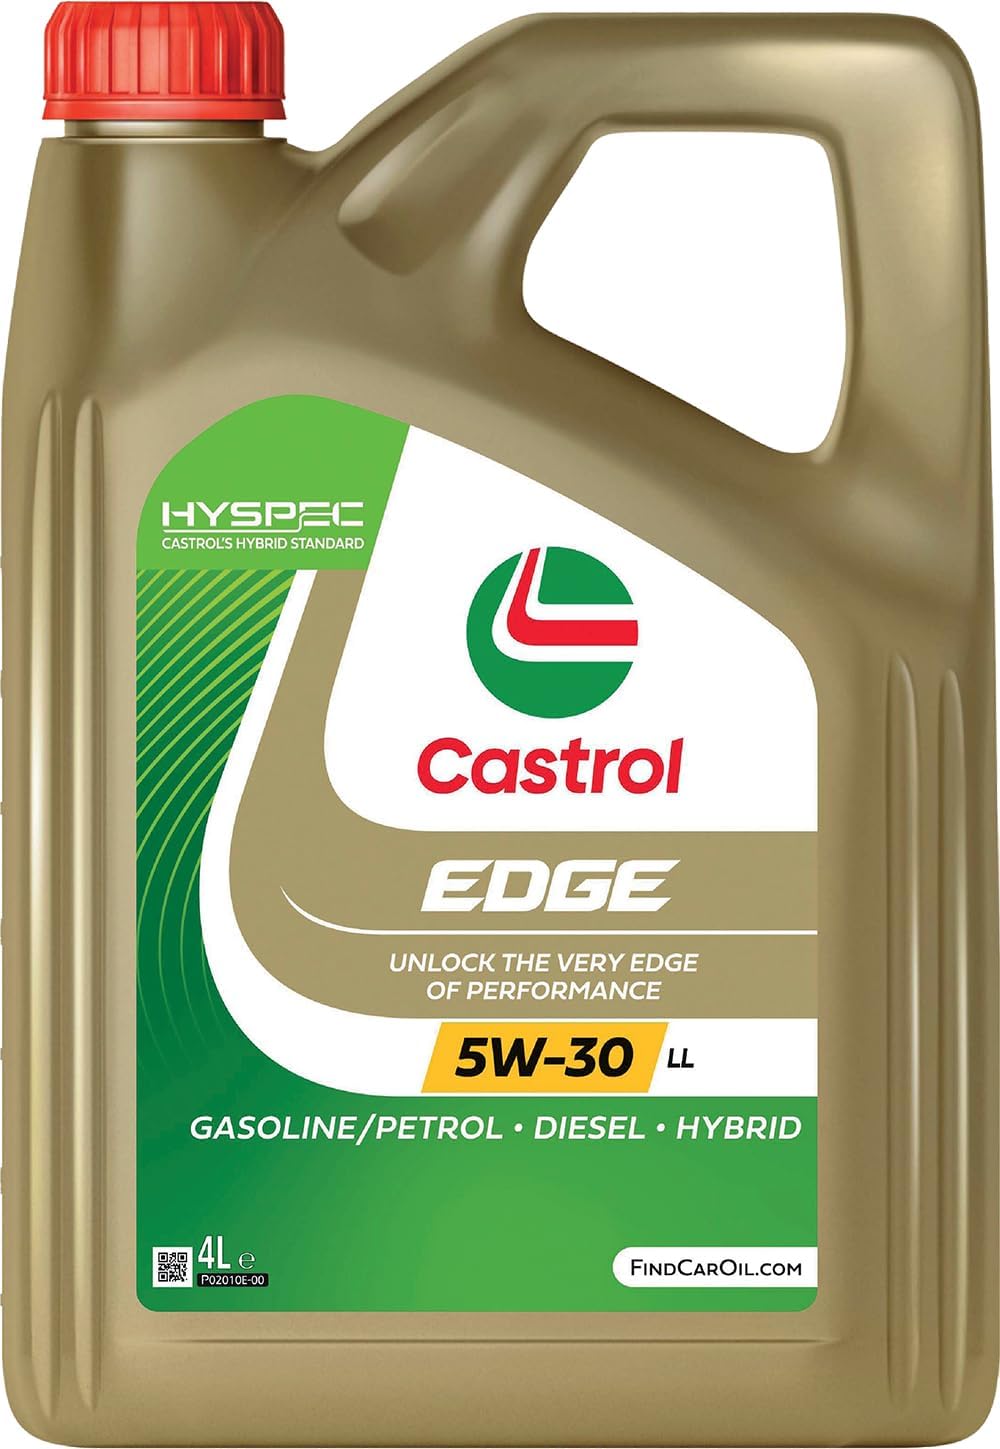 HYSPEC
CASTROL'S HYBRID STANDARD
Castrol
EDGE
UNLOCK THE VERY EDGE
OF PERFORMANCE
5W-30 LL
GASOLINE/PETROL • DIESEL • HYBRID
4L e
P02010E-00
FINDCAROIL.COM